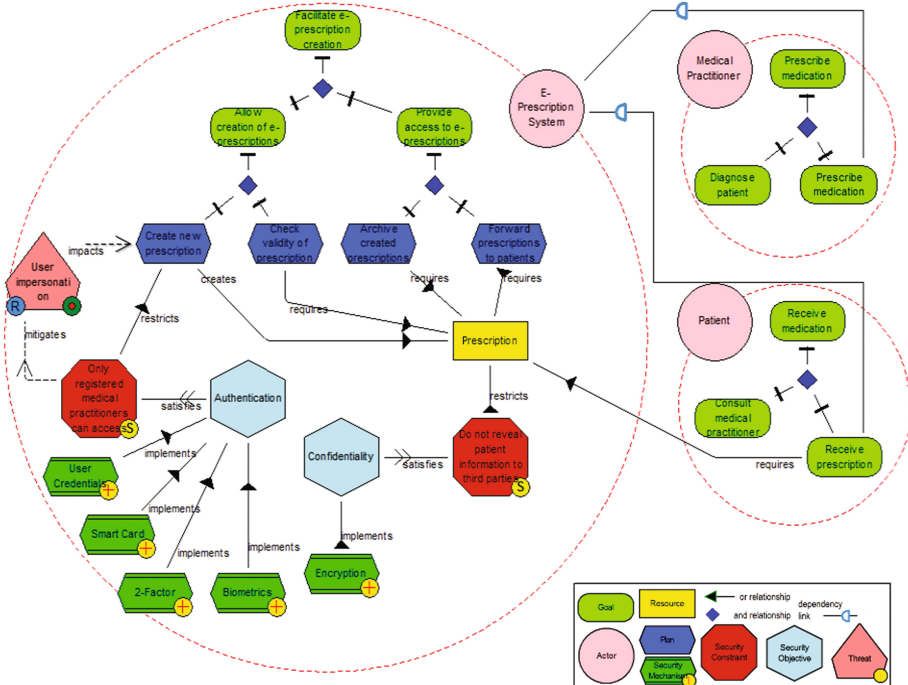 Facilitate e-
prescription
creation
Allow
creation of e-
prescriptions
Provide
access to e-
prescriptions
E-
Prescription
System
Medical
Practitioner
Prescribe
medication
Diagnose
patient
Prescribe
medication
Create new
prescription
Check
validity of
prescription
Archive
created
prescriptions
Forward
prescriptions
to patients
impacts
User
impersonati
on
R
mitigates
restricts
creates
requires
requires
requires
Prescription
Patient
Receive
medication
Consult
medical
practitioner
Receive
prescription
requires
Only
registered
medical
practitioners
can access
S
satisfies
Authentication
restricts
Confidentiality
satisfies
Do not reveal
patient
information to
third parties
S
implements
User
Credentials
implements
Smart Card
implements
2-Factor
implements
Biometrics
implements
Encryption
Goal
Resource
or relationship
and relationship
dependency
link
Actor
Plan
Security
Mechanism
Security
Constraint
Security
Objective
Threat